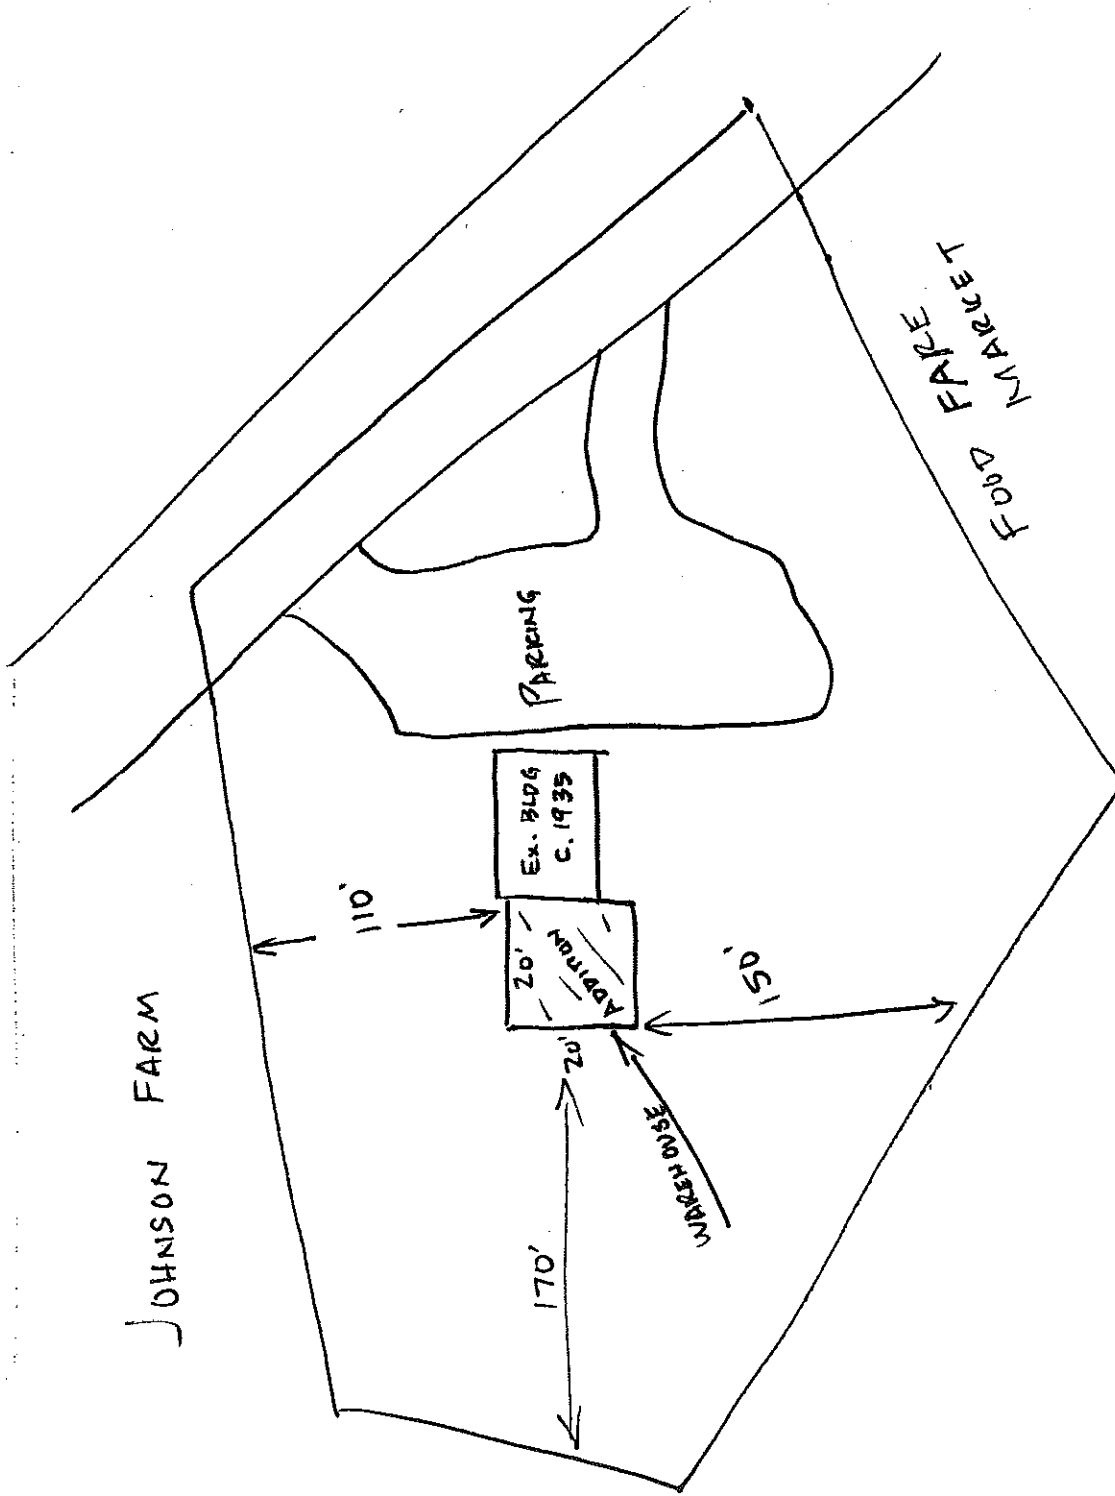 JOHNSON FARM
110'
170'
20'
20'
ADDITION
Ex. BLDG
C. 1935
PARKING
WAREHOUSE
150'
FOOD FARE
MARKET